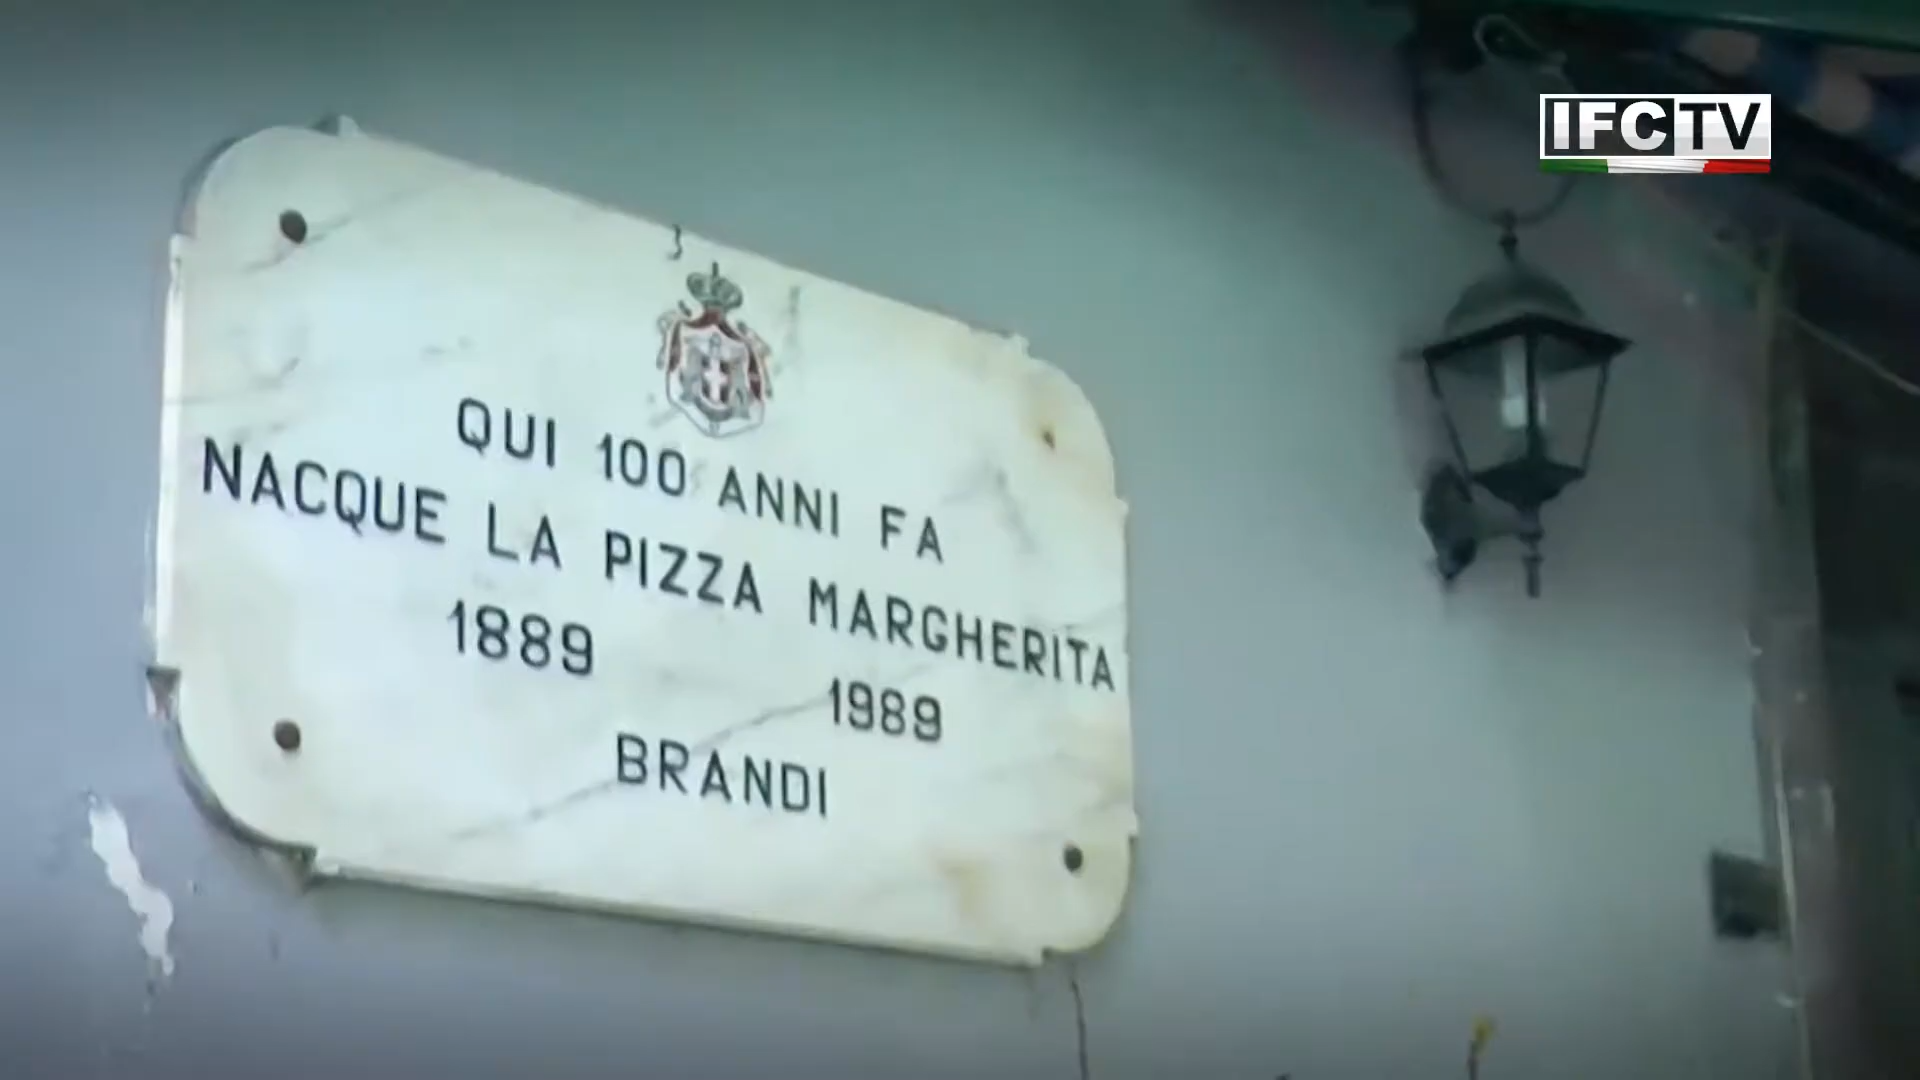 IFCTV
QUI 100 ANNI FA
NACQUE LA PIZZA MARGHERITA
1889 1989
BRANDI